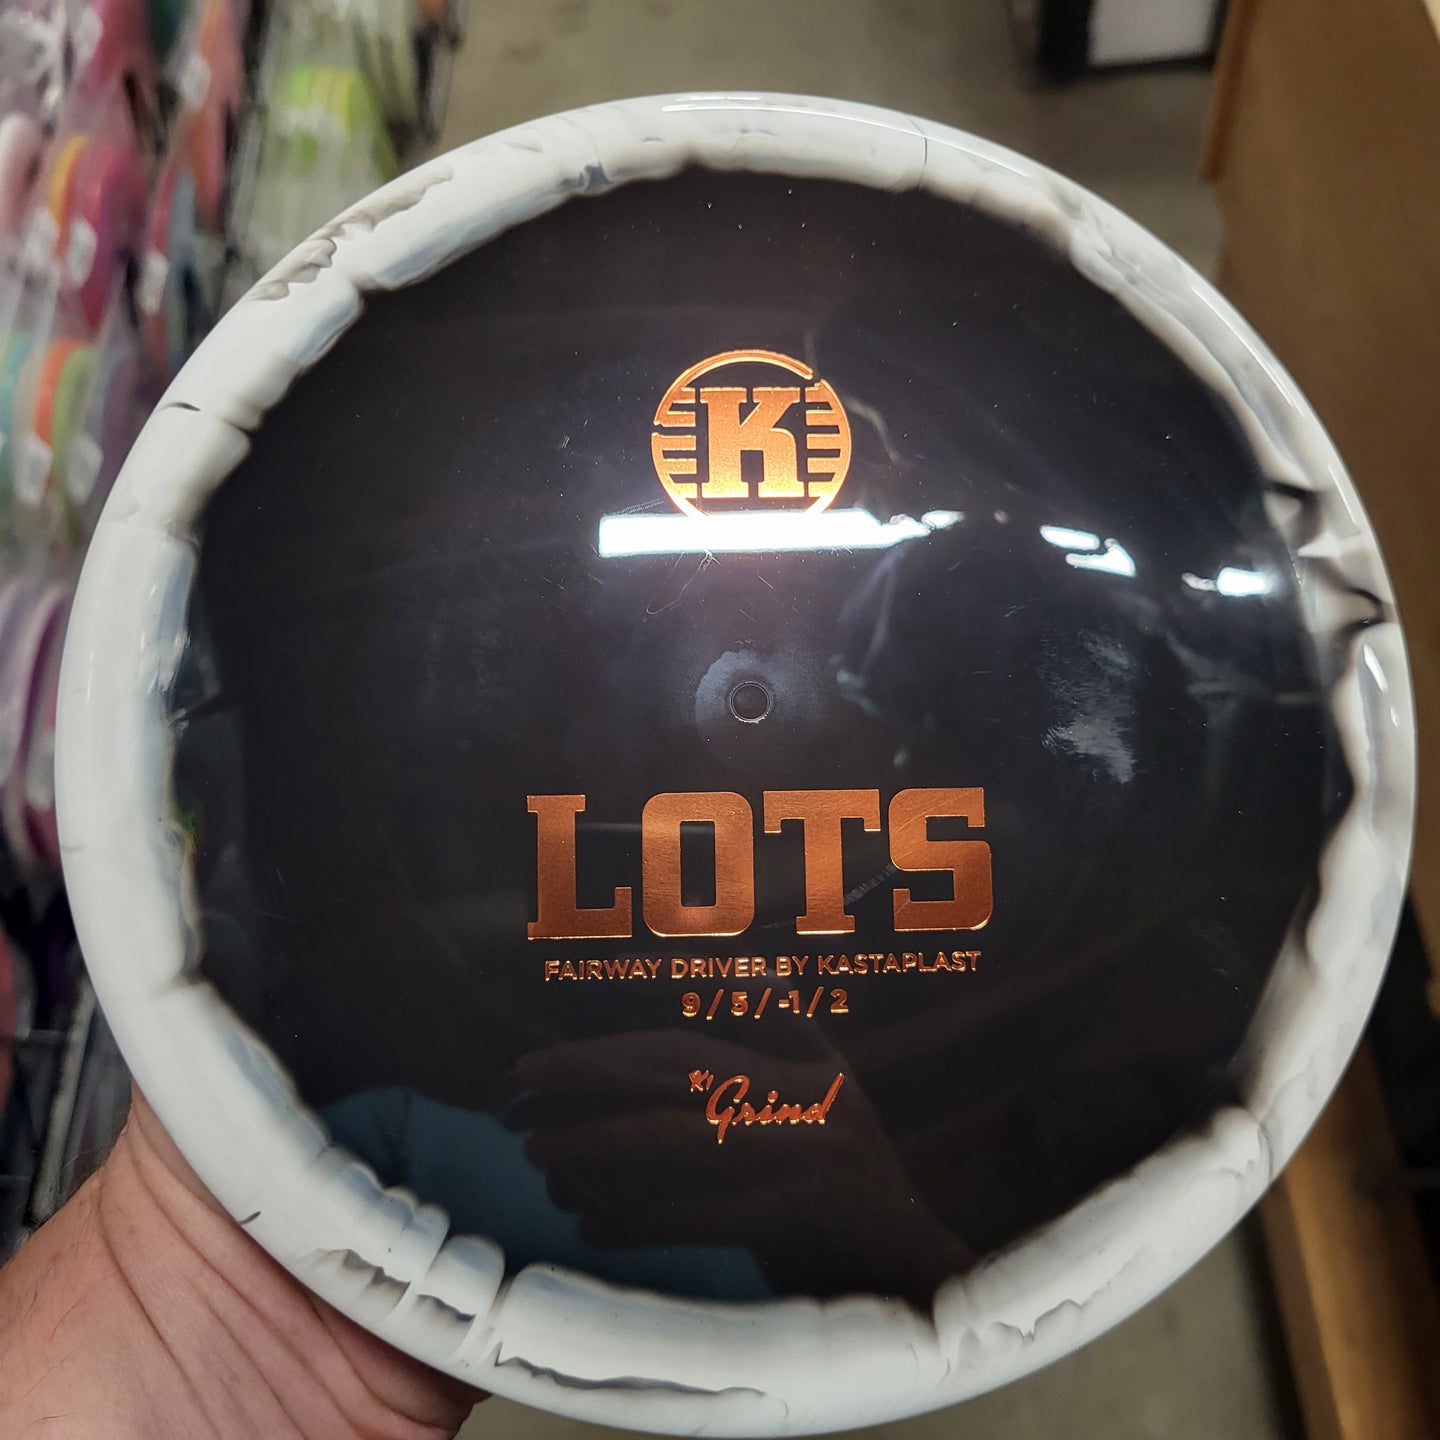 K
LOTS
FAIRWAY DRIVER BY KASTAPLAST
9/5/-1/2
K1
Grind